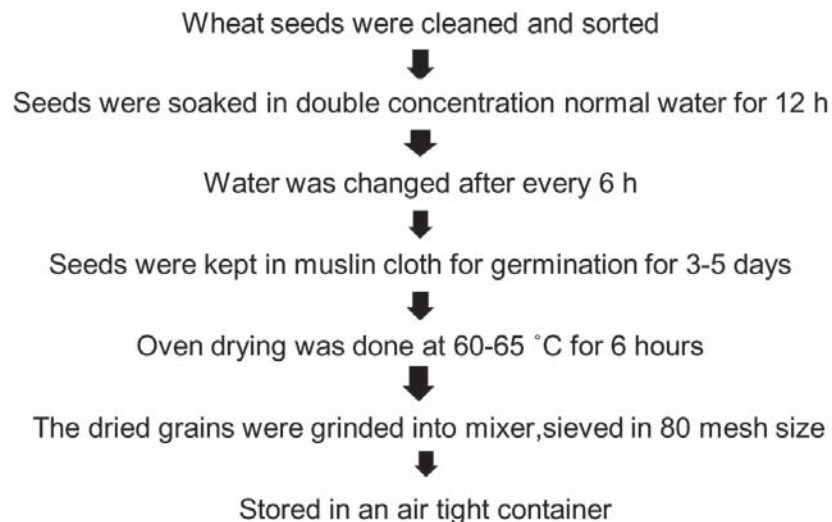 Wheat seeds were cleaned and sorted
Seeds were soaked in double concentration normal water for 12 h
Water was changed after every 6 h
Seeds were kept in muslin cloth for germination for 3-5 days
Oven drying was done at 60-65 ˚C for 6 hours
The dried grains were grinded into mixer,sieved in 80 mesh size
Stored in an air tight container